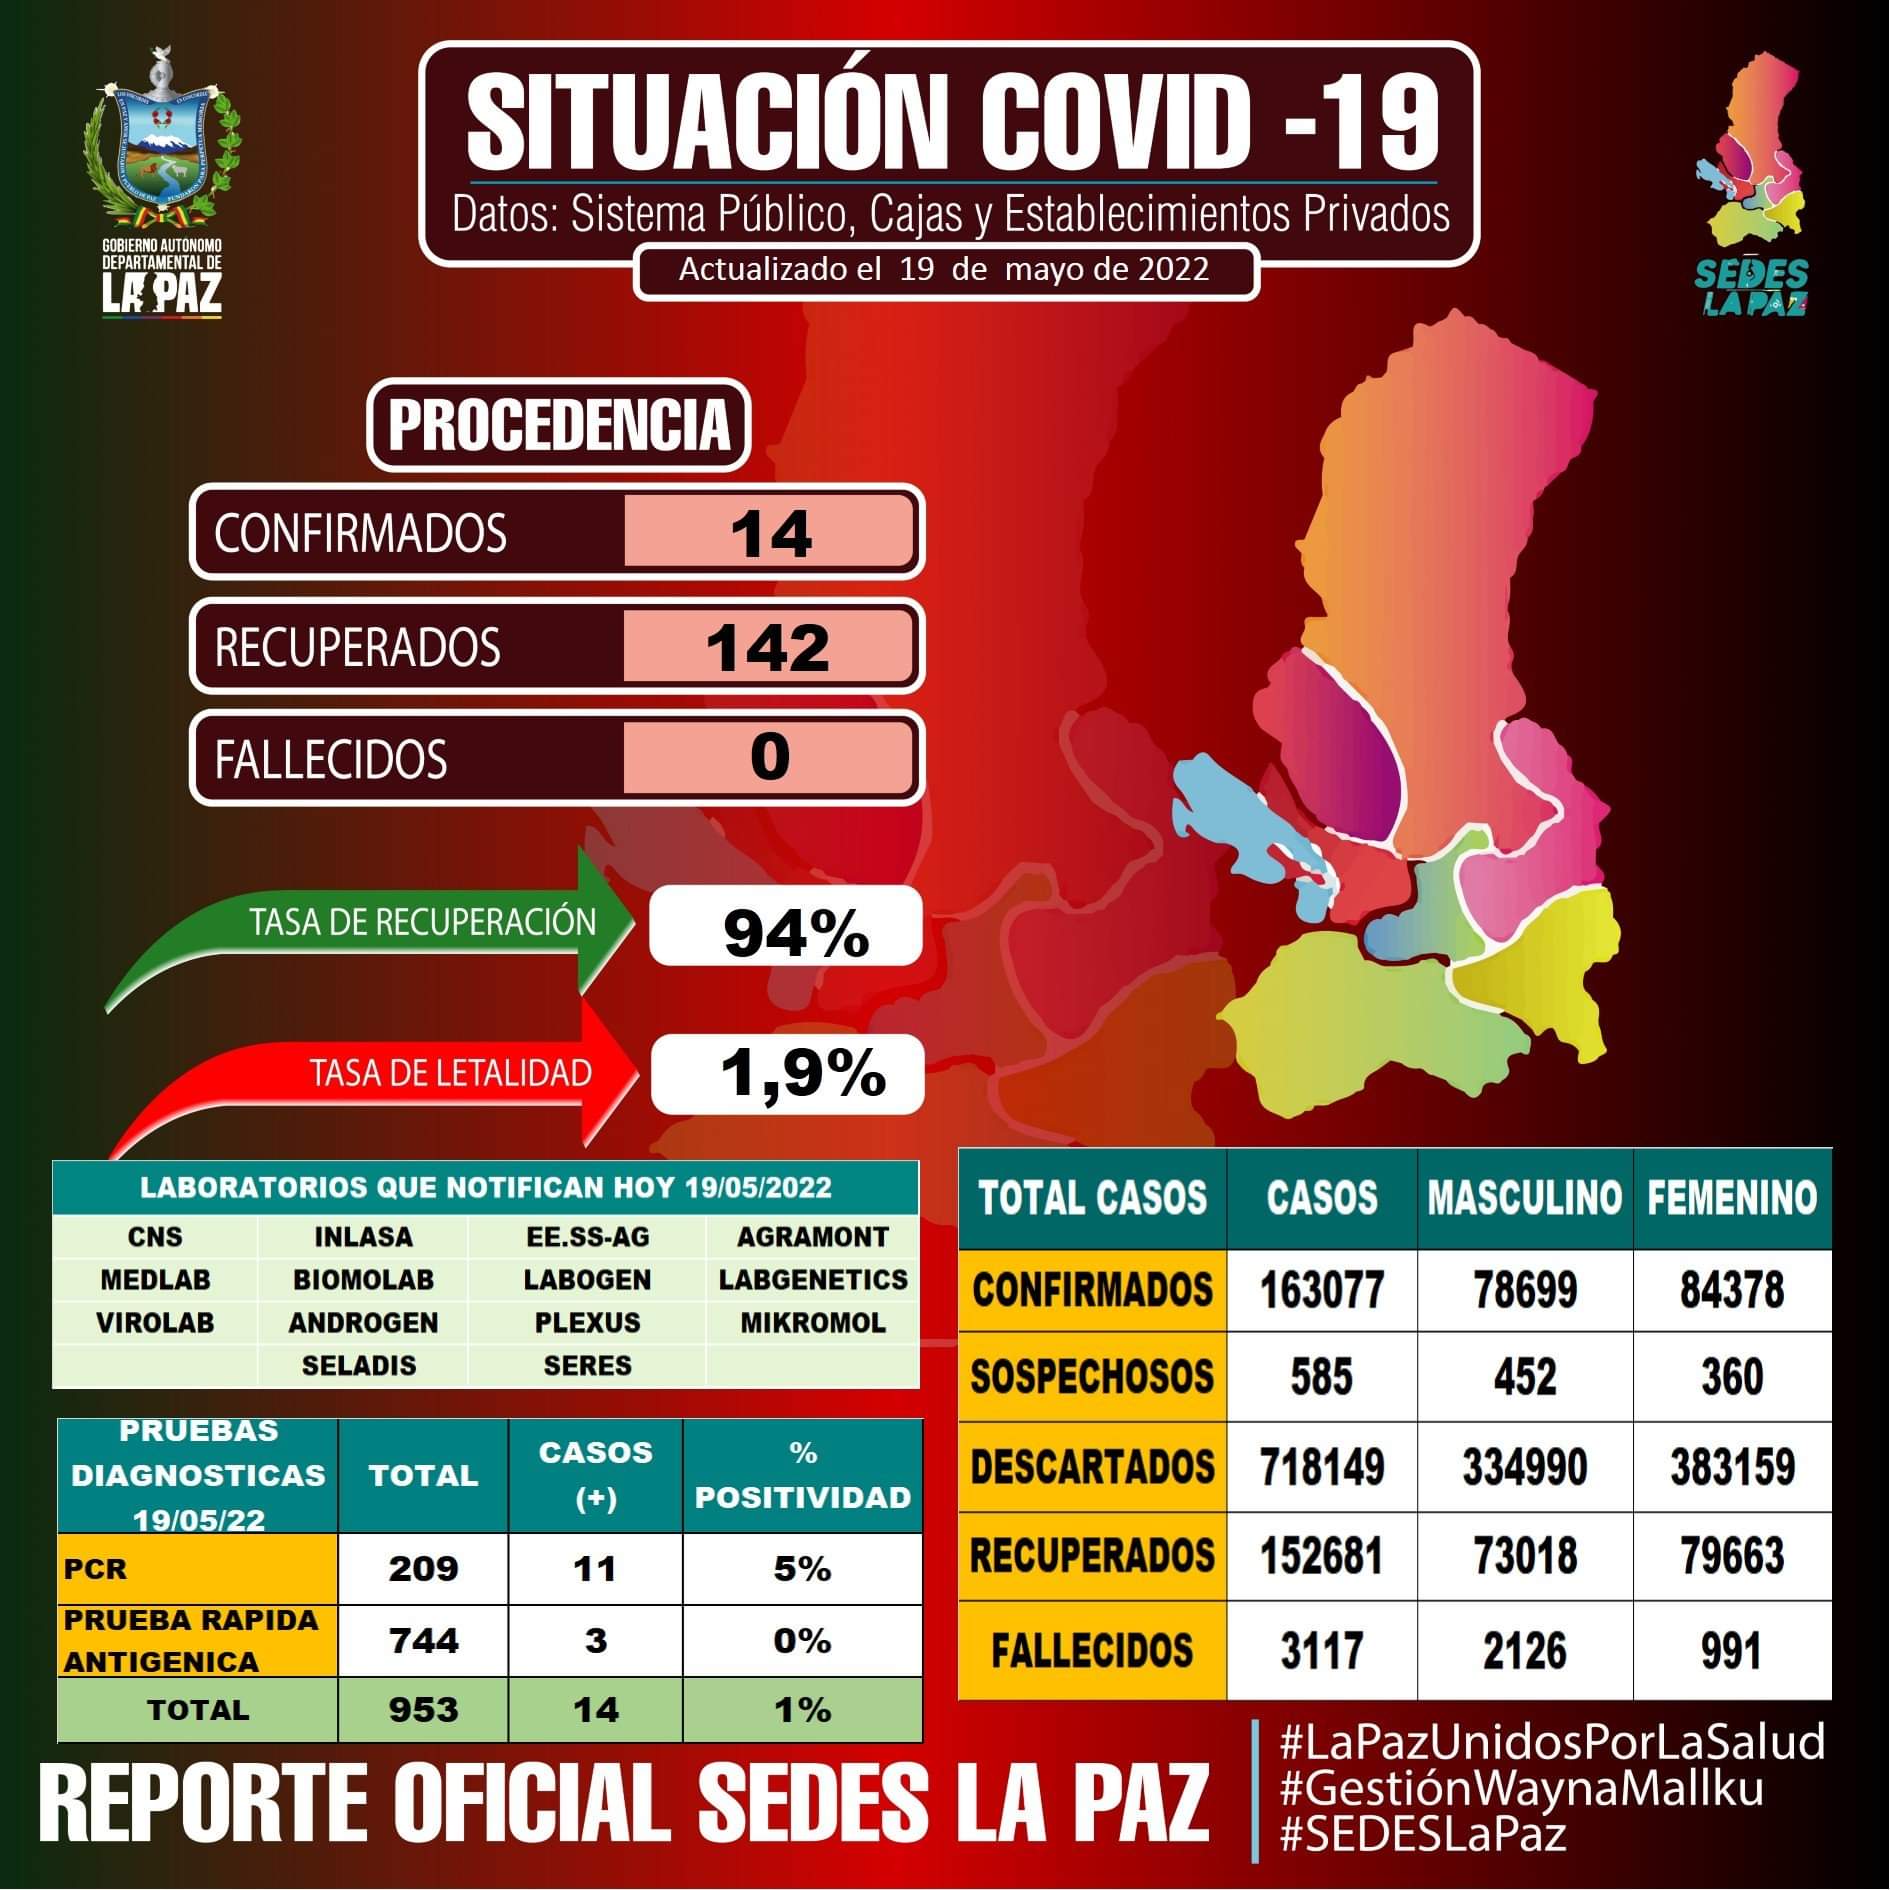 GOBIERNO AUTÓNOMO
DEPARTAMENTAL DE
LA PAZ
SITUACIÓN COVID -19
Datos: Sistema Público, Cajas y Establecimientos Privados
Actualizado el 19 de mayo de 2022
SEDES
LA PAZ
PROCEDENCIA
CONFIRMADOS 14
RECUPERADOS 142
FALLECIDOS 0
TASA DE RECUPERACIÓN 94%
TASA DE LETALIDAD 1,9%
LABORATORIOS QUE NOTIFICAN HOY 19/05/2022
CNS INLASA EE.SS-AG AGRAMONT
MEDLAB BIOMOLAB LABOGEN LABGENETICS
VIROLAB ANDROGEN PLEXUS MIKROMOL
SELADIS SERES
PRUEBAS
DIAGNOSTICAS
19/05/22
TOTAL
CASOS
(+)
%
POSITIVIDAD
PCR 209 11 5%
PRUEBA RAPIDA
ANTIGENICA
744 3 0%
TOTAL 953 14 1%
TOTAL CASOS CASOS MASCULINO FEMENINO
CONFIRMADOS 163077 78699 84378
SOSPECHOSOS 585 452 360
DESCARTADOS 718149 334990 383159
RECUPERADOS 152681 73018 79663
FALLECIDOS 3117 2126 991
REPORTE OFICIAL SEDES LA PAZ
#LaPazUnidosPorLaSalud
#GestiónWaynaMallku
#SEDESLaPaz